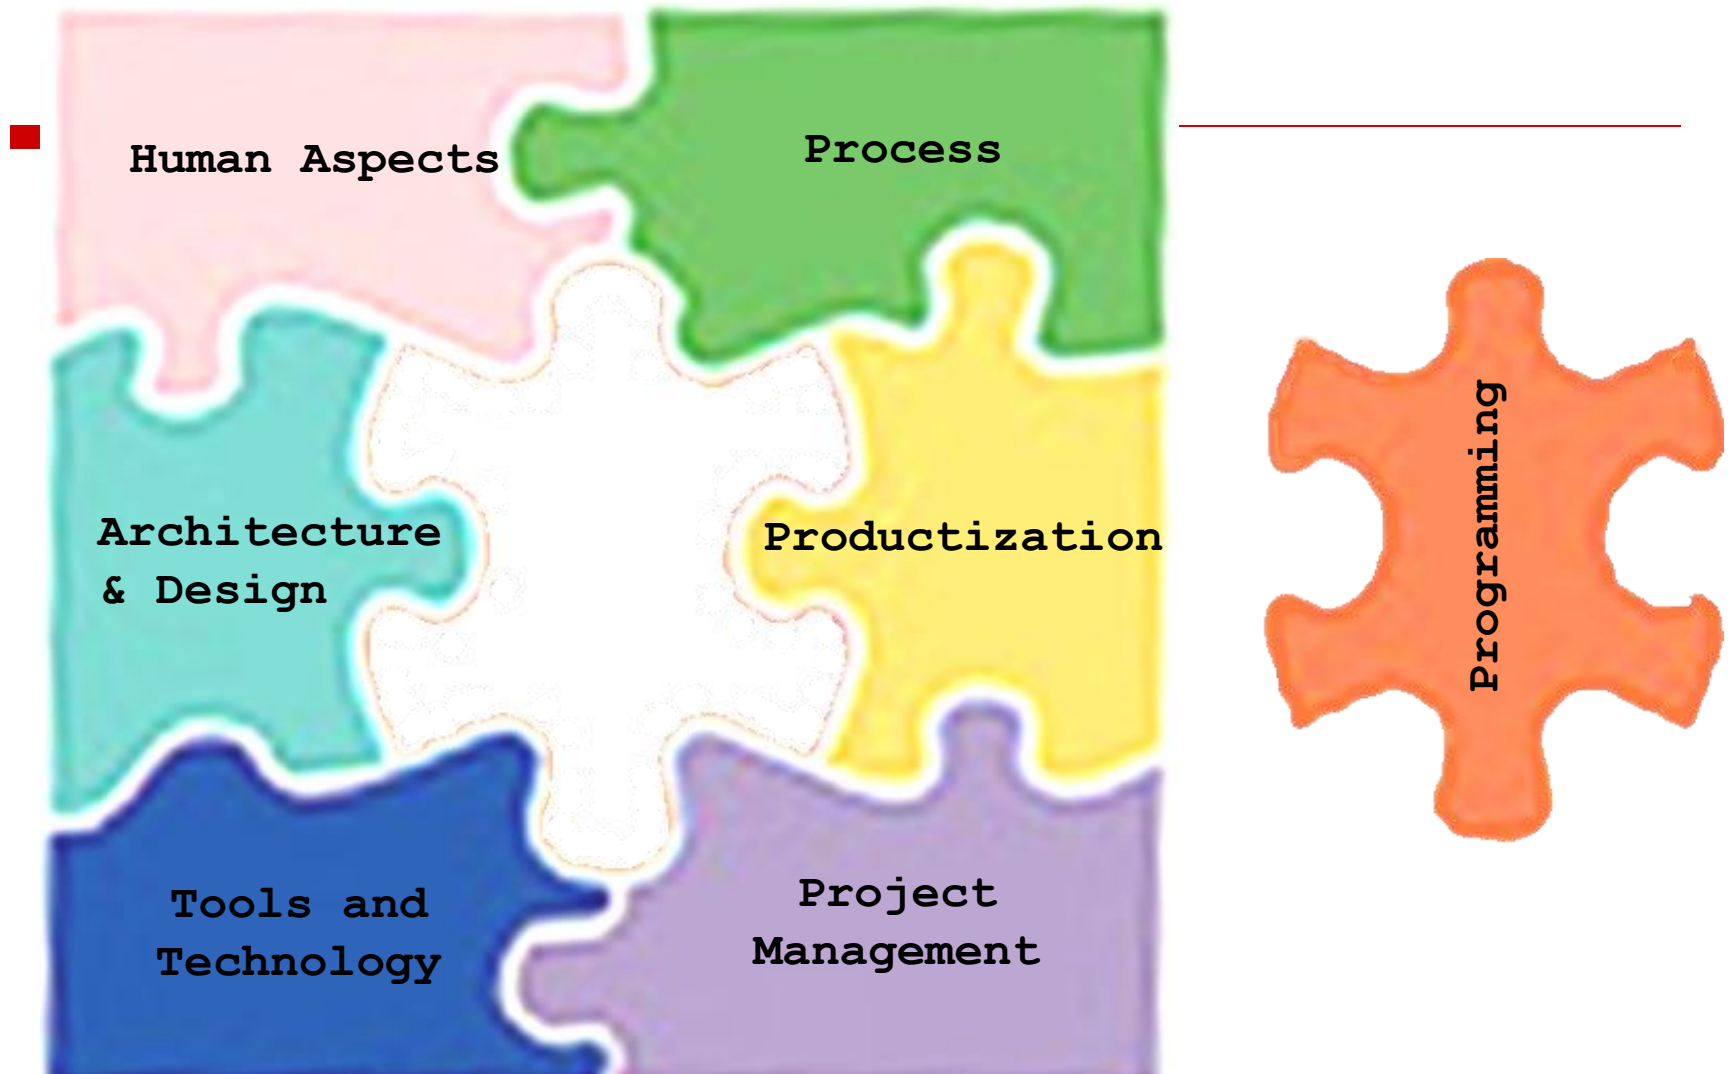 Human Aspects
Process
Architecture
& Design
Productization
Programming
Tools and
Technology
Project
Management